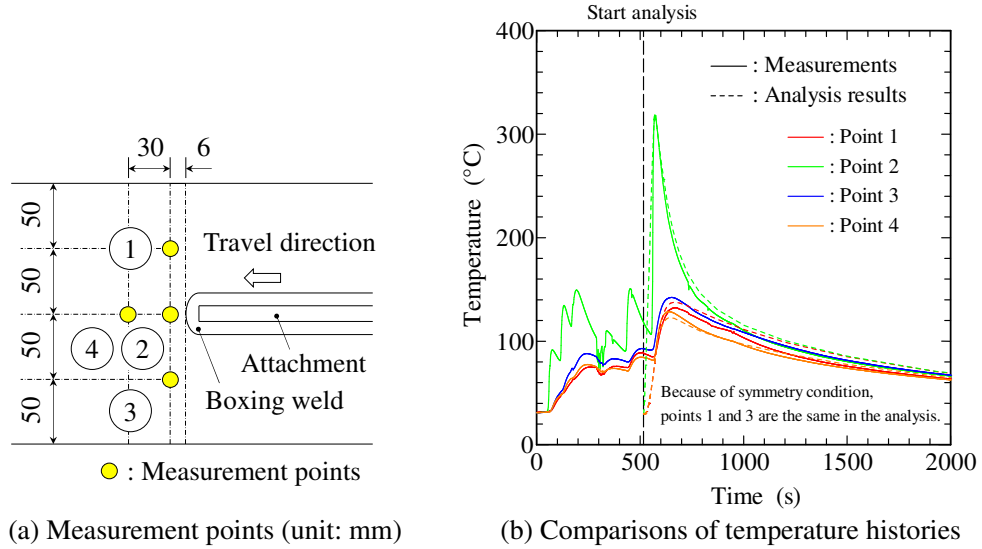 30
6
50
50
50
50
1
4
2
3
Travel direction
Attachment
Boxing weld
: Measurement points
(a) Measurement points (unit: mm)
Start analysis
400
300
200
100
0
Temperature (°C)
0
500
1000
1500
2000
Time (s)
: Measurements
: Analysis results
: Point 1
: Point 2
: Point 3
: Point 4
Because of symmetry condition,
points 1 and 3 are the same in the analysis.
(b) Comparisons of temperature histories